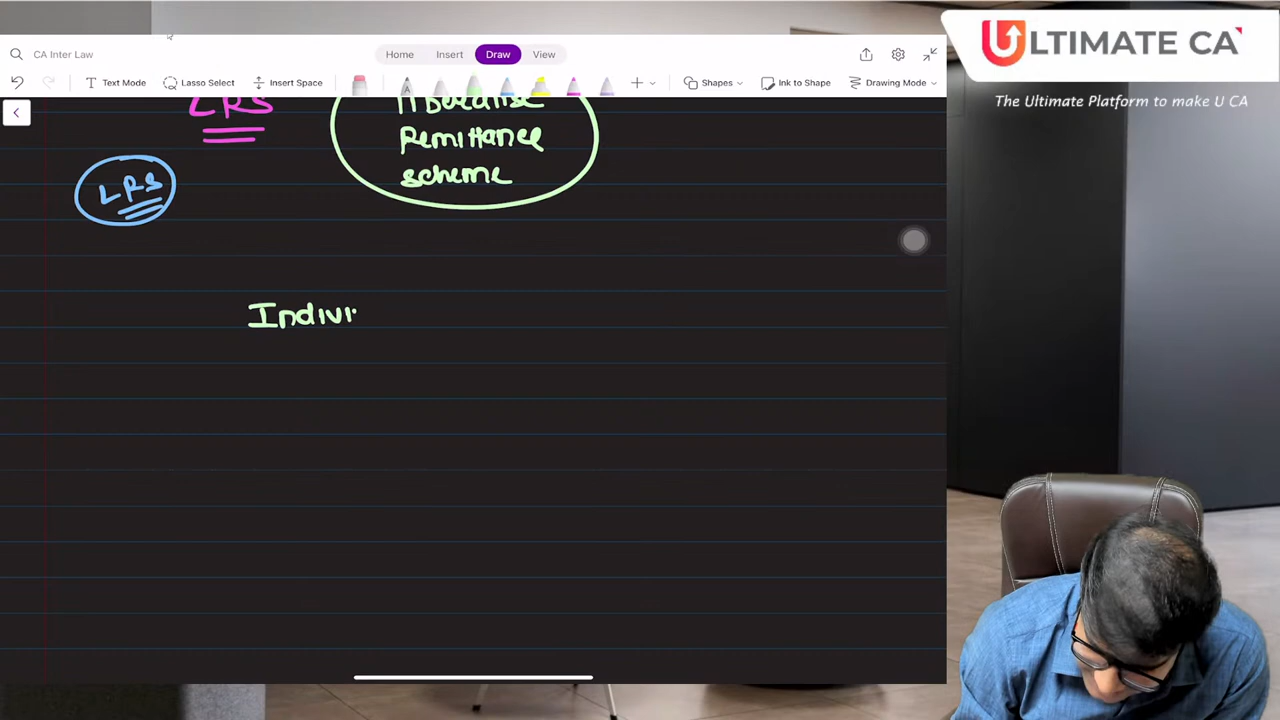 CA Inter Law
Home Insert Draw View
Text Mode Lasso Select Insert Space Shapes Ink to Shape Drawing Mode
ULTIMATE CA
The Ultimate Platform to make U CA
LRS
Remittance
scheme
LRS
Indivi